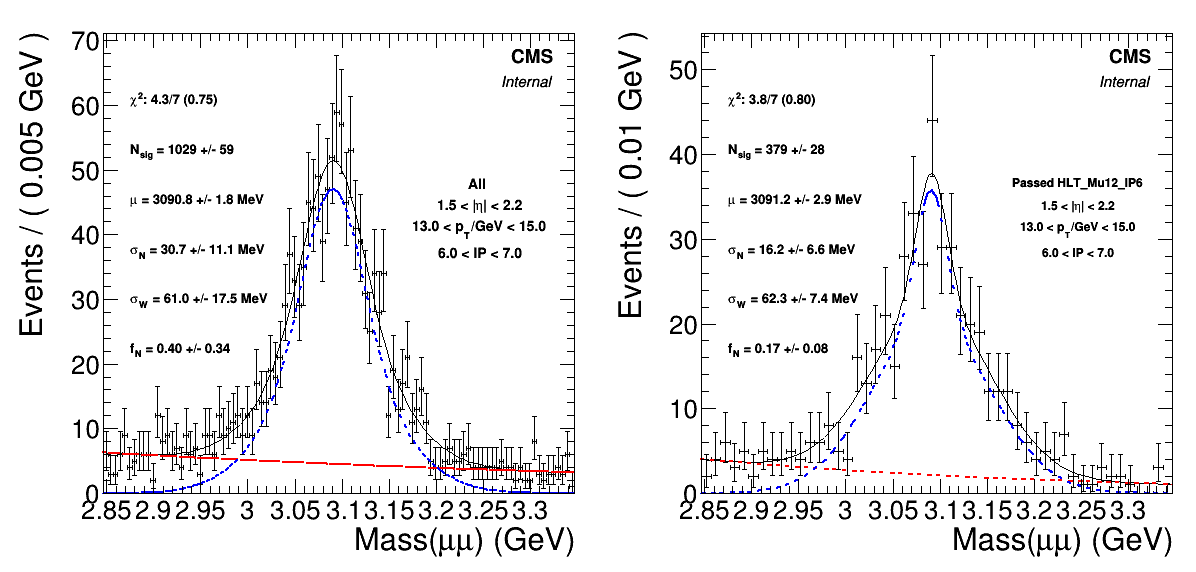 Events / ( 0.005 GeV )
70
60
50
40
30
20
10
0
CMS
Internal
χ²: 4.3/7 (0.75)
N_sig = 1029 +/- 59
μ = 3090.8 +/- 1.8 MeV
σ_N = 30.7 +/- 11.1 MeV
σ_W = 61.0 +/- 17.5 MeV
f_N = 0.40 +/- 0.34
All
1.5 < |η| < 2.2
13.0 < p_T/GeV < 15.0
6.0 < IP < 7.0
2.85 2.9 2.95 3 3.05 3.1 3.15 3.2 3.25 3.3
Mass(μμ) (GeV)
Events / ( 0.01 GeV )
50
40
30
20
10
0
CMS
Internal
χ²: 3.8/7 (0.80)
N_sig = 379 +/- 28
μ = 3091.2 +/- 2.9 MeV
σ_N = 16.2 +/- 6.6 MeV
σ_W = 62.3 +/- 7.4 MeV
f_N = 0.17 +/- 0.08
Passed HLT_Mu12_IP6
1.5 < |η| < 2.2
13.0 < p_T/GeV < 15.0
6.0 < IP < 7.0
2.85 2.9 2.95 3 3.05 3.1 3.15 3.2 3.25 3.3
Mass(μμ) (GeV)